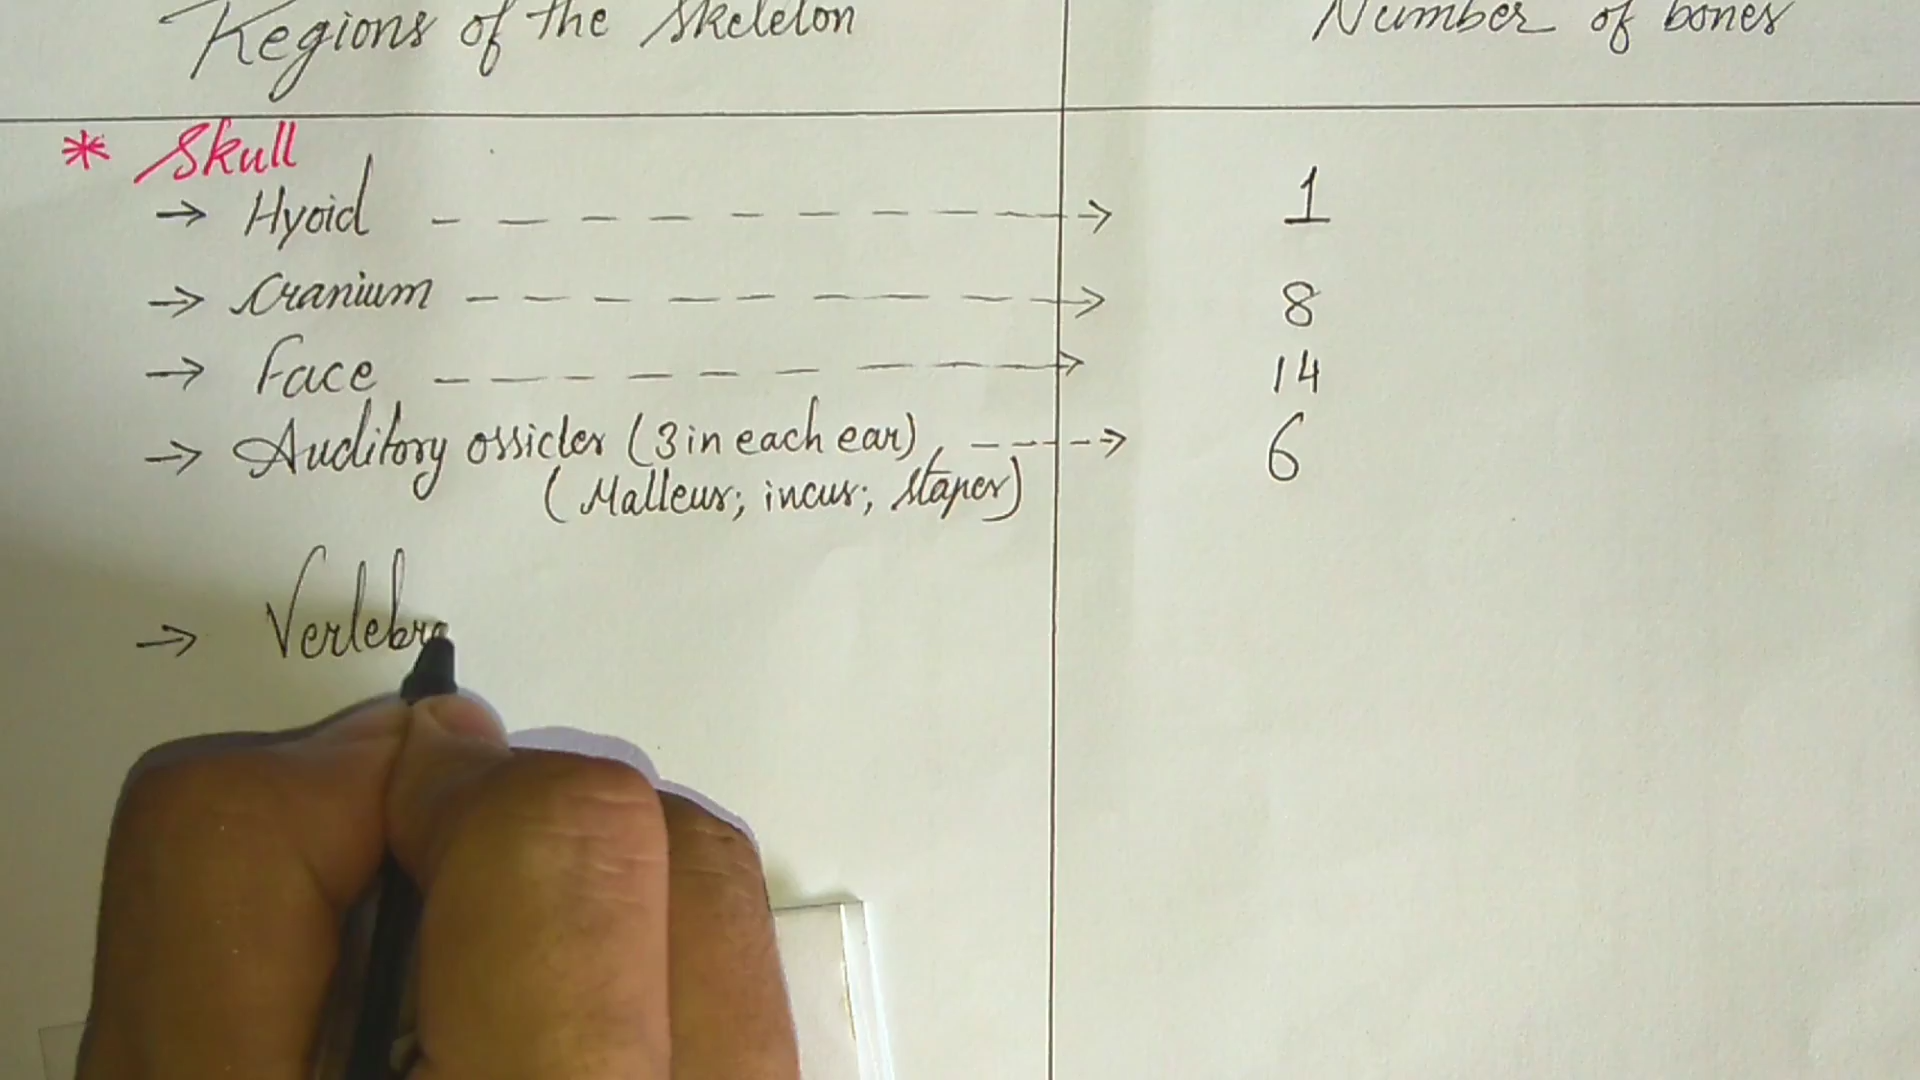 Regions of the skeleton Number of bones
* Skull
→ Hyoid - - - - - - - - → 1
→ Cranium - - - - - - - → 8
→ Face - - - - - - - → 14
→ Auditory ossicles (3 in each ear), - - - - → 6
(Malleus; incus; stapes)
→ Vertebra